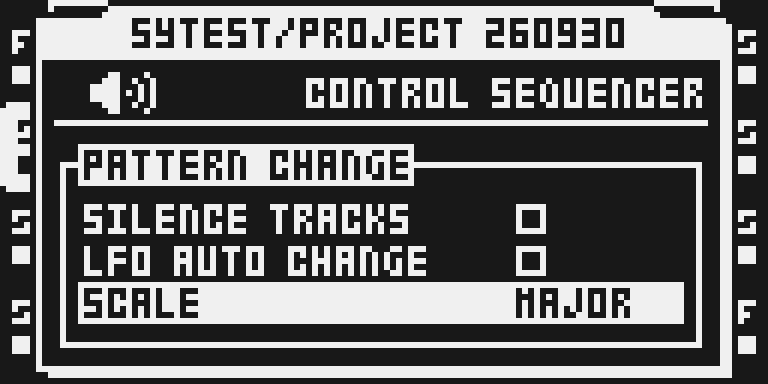 SYTEST/PROJECT 260930
CONTROL SEQUENCER
PATTERN CHANGE
SILENCE TRACKS
LFO AUTO CHANGE
SCALE MAJOR
F
S
S
S
S
S
S
F